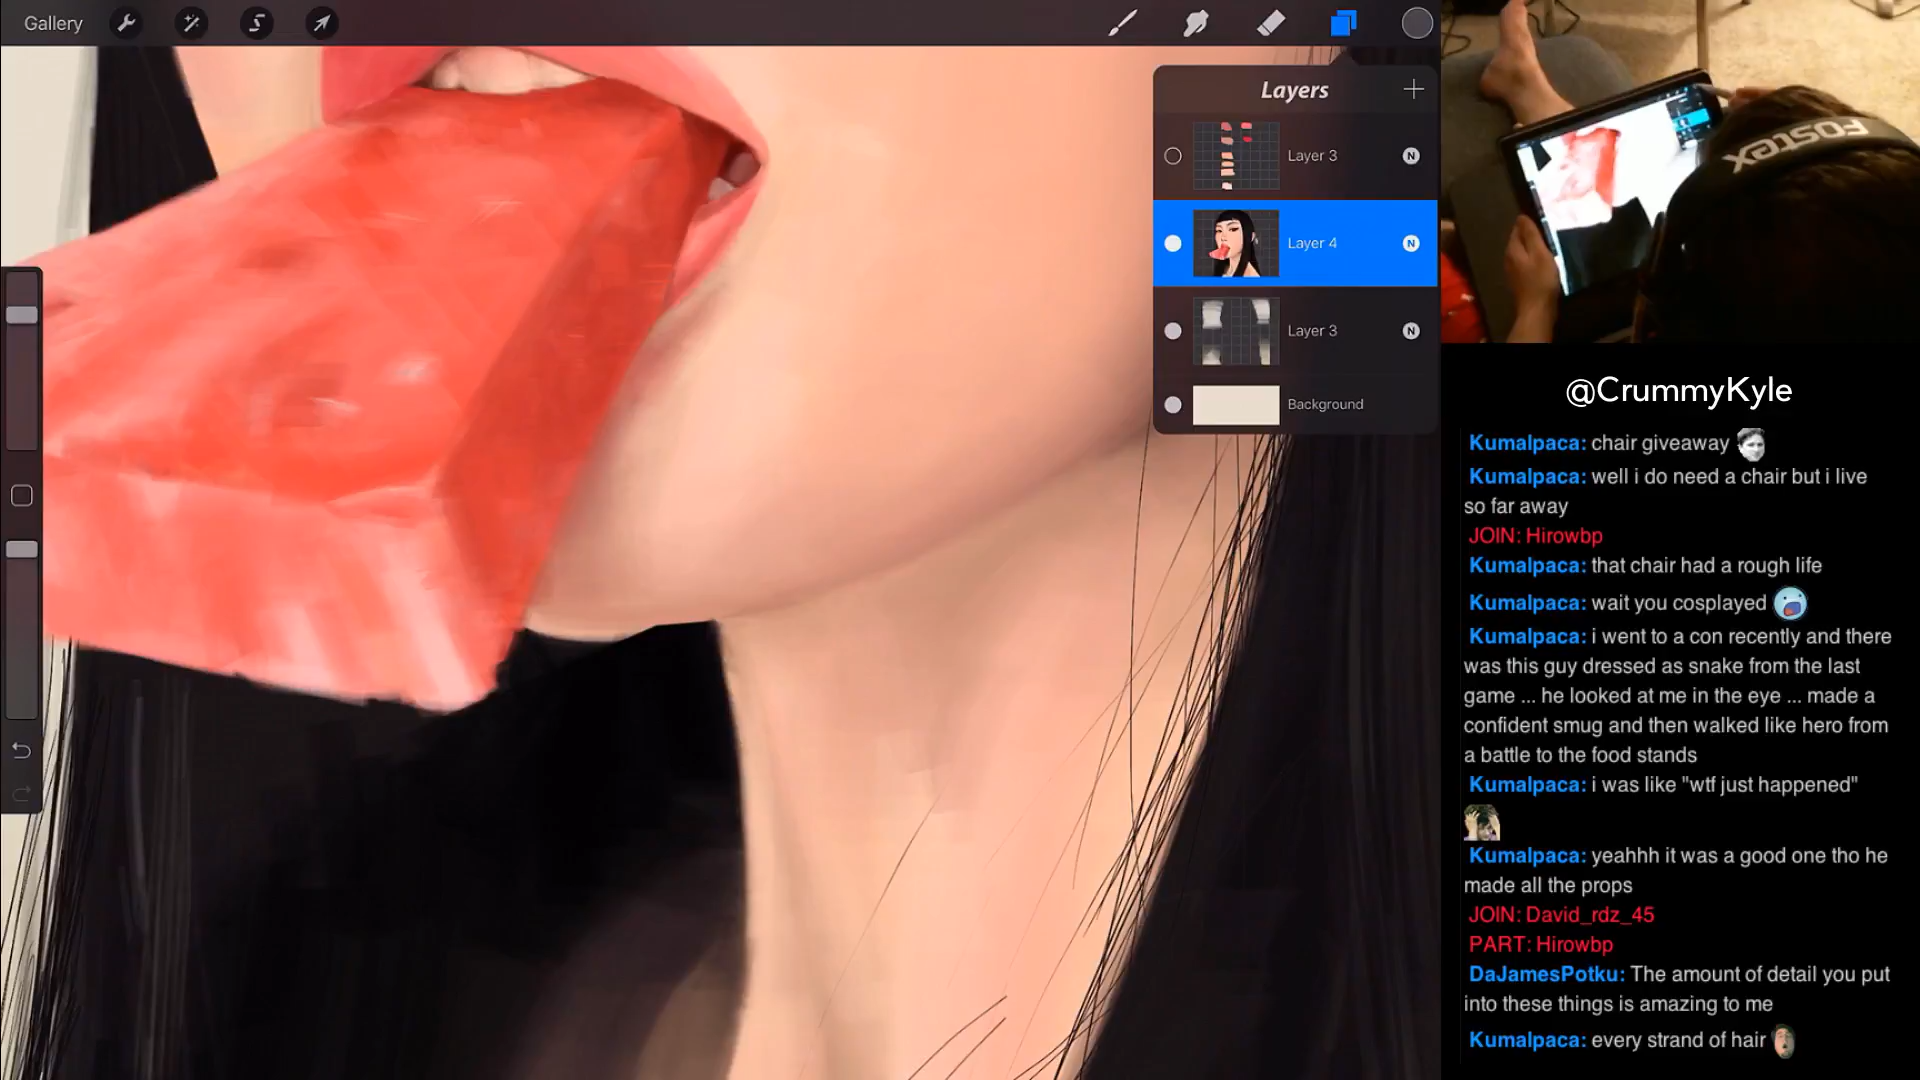 Gallery
Layers
Layer 3
N
Layer 4
N
Layer 3
N
Background
FOSTEX
@CrummyKyle
Kumalpaca: chair giveaway
Kumalpaca: well i do need a chair but i live
so far away
JOIN: Hirowbp
Kumalpaca: that chair had a rough life
Kumalpaca: wait you cosplayed
Kumalpaca: i went to a con recently and there
was this guy dressed as snake from the last
game ... he looked at me in the eye ... made a
confident smug and then walked like hero from
a battle to the food stands
Kumalpaca: i was like "wtf just happened"
Kumalpaca: yeahhh it was a good one tho he
made all the props
JOIN: David_rdz_45
PART: Hirowbp
DaJamesPotku: The amount of detail you put
into these things is amazing to me
Kumalpaca: every strand of hair